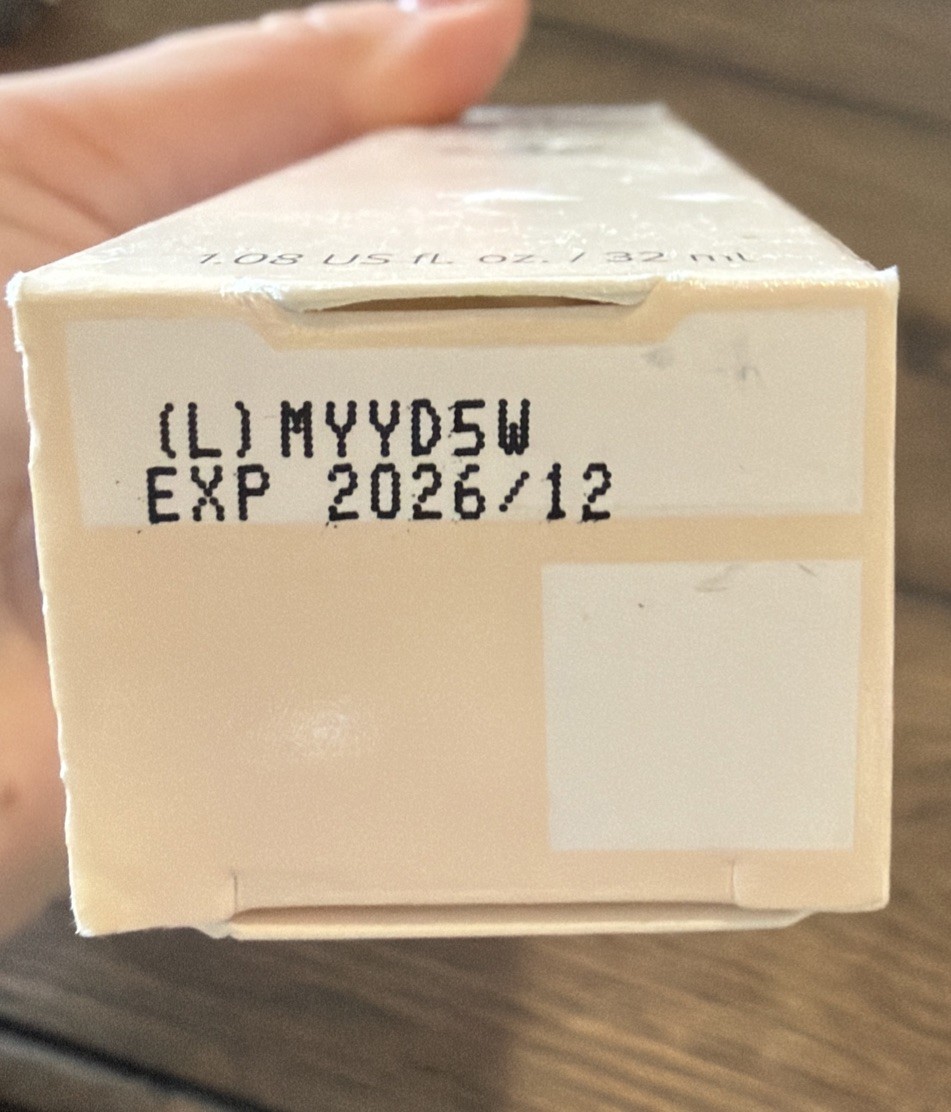 1.08 US fl. oz. / 32 mL
(L) MYYD5W
EXP 2026/12